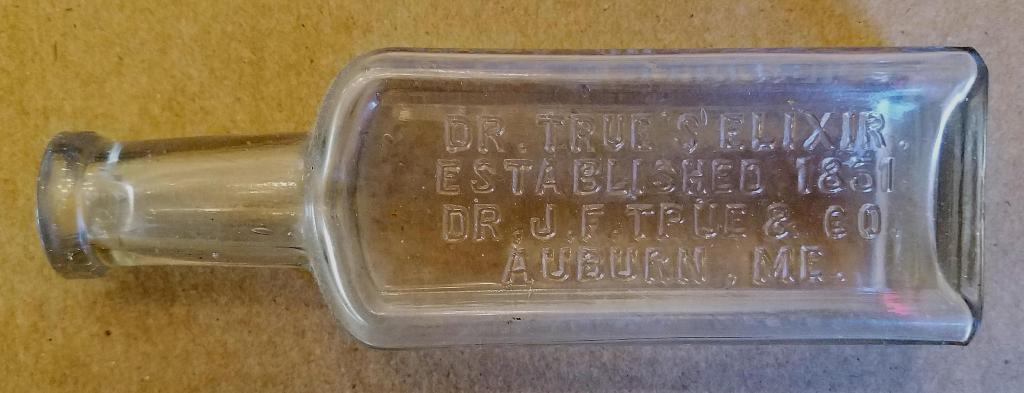 DR. TRUE'S ELIXIR.
ESTABLISHED 1851
DR. J. F. TRUE & CO.
AUBURN, ME.